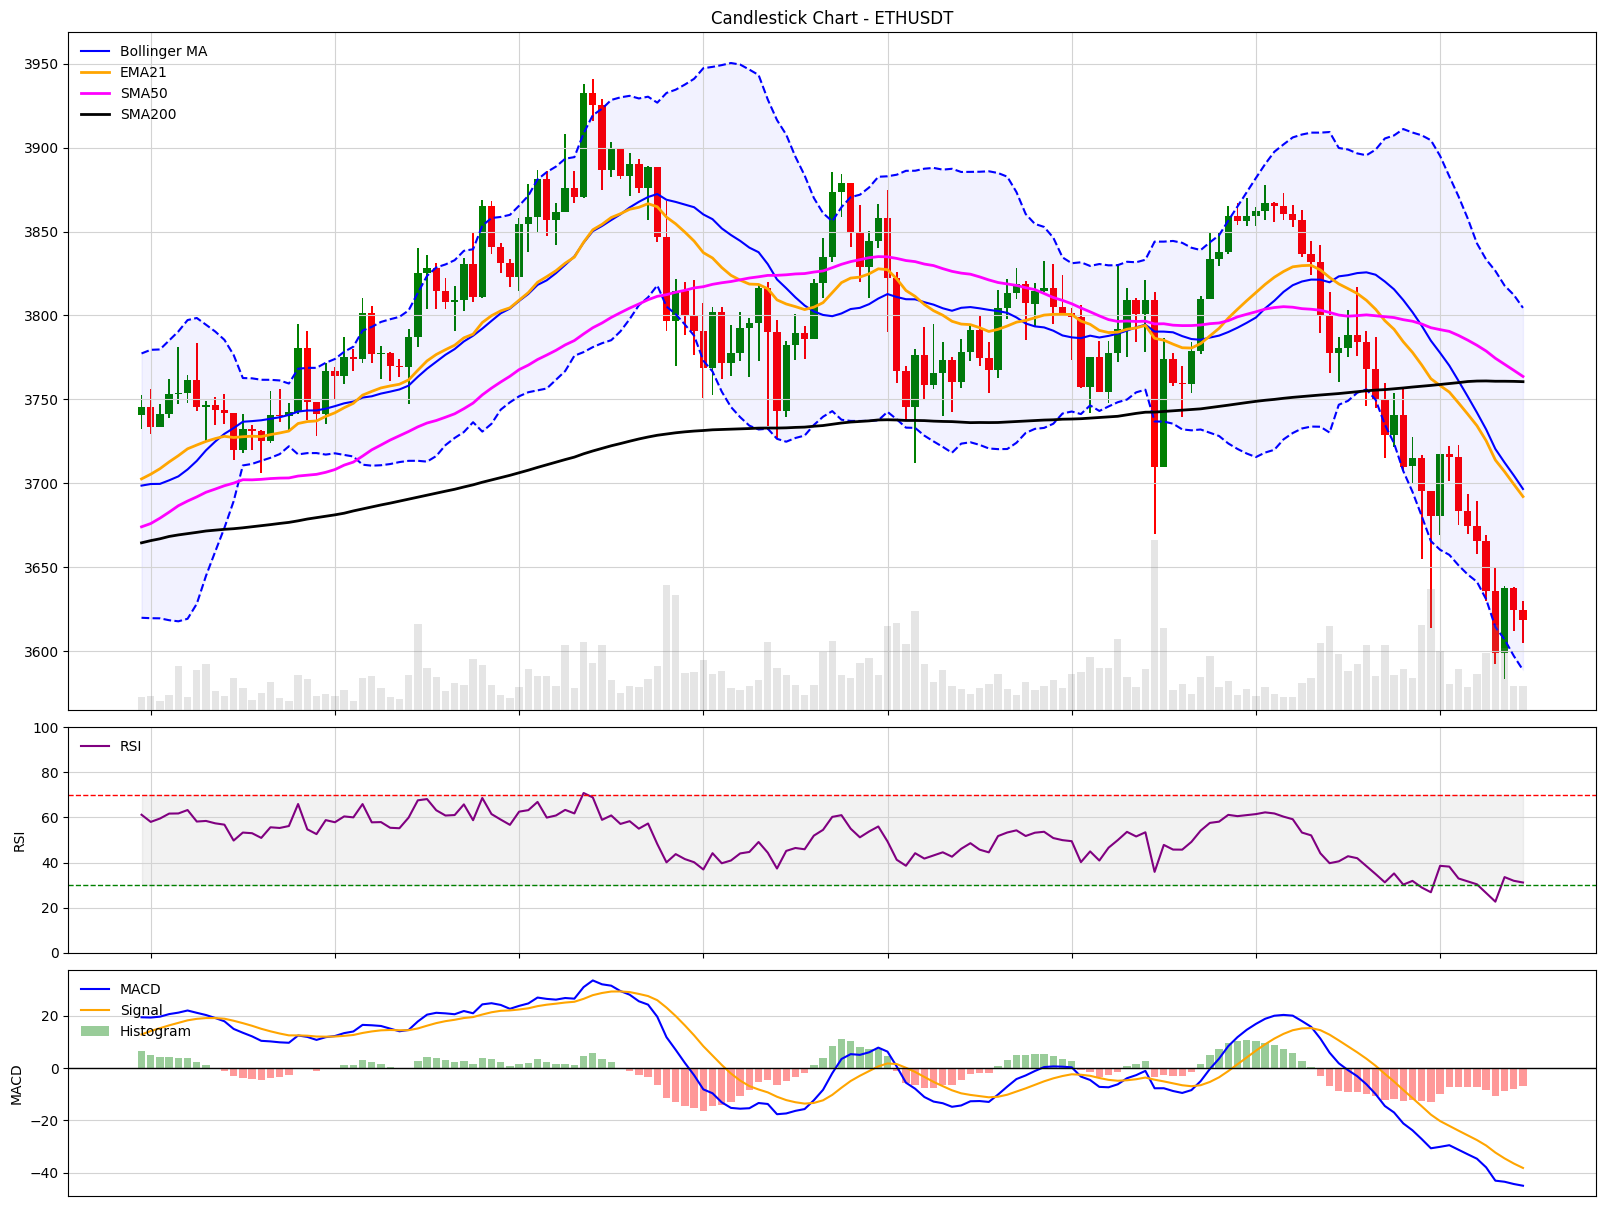 Candlestick Chart - ETHUSDT
Bollinger MA
EMA21
SMA50
SMA200
3950
3900
3850
3800
3750
3700
3650
3600
RSI
100
80
60
40
20
0
RSI
MACD
Signal
Histogram
20
0
−20
−40
MACD